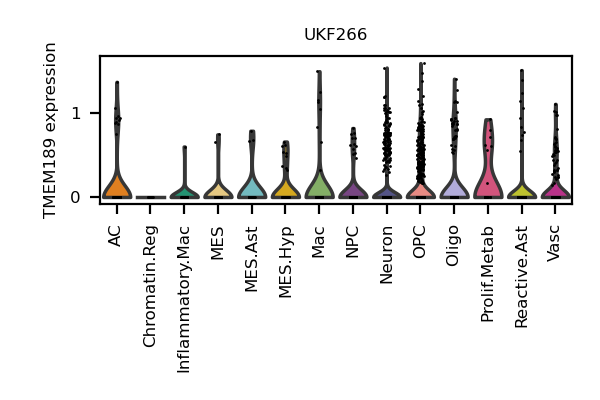 UKF266
TMEM189 expression
1
0
AC
Chromatin.Reg
Inflammatory.Mac
MES
MES.Ast
MES.Hyp
Mac
NPC
Neuron
OPC
Oligo
Prolif.Metab
Reactive.Ast
Vasc